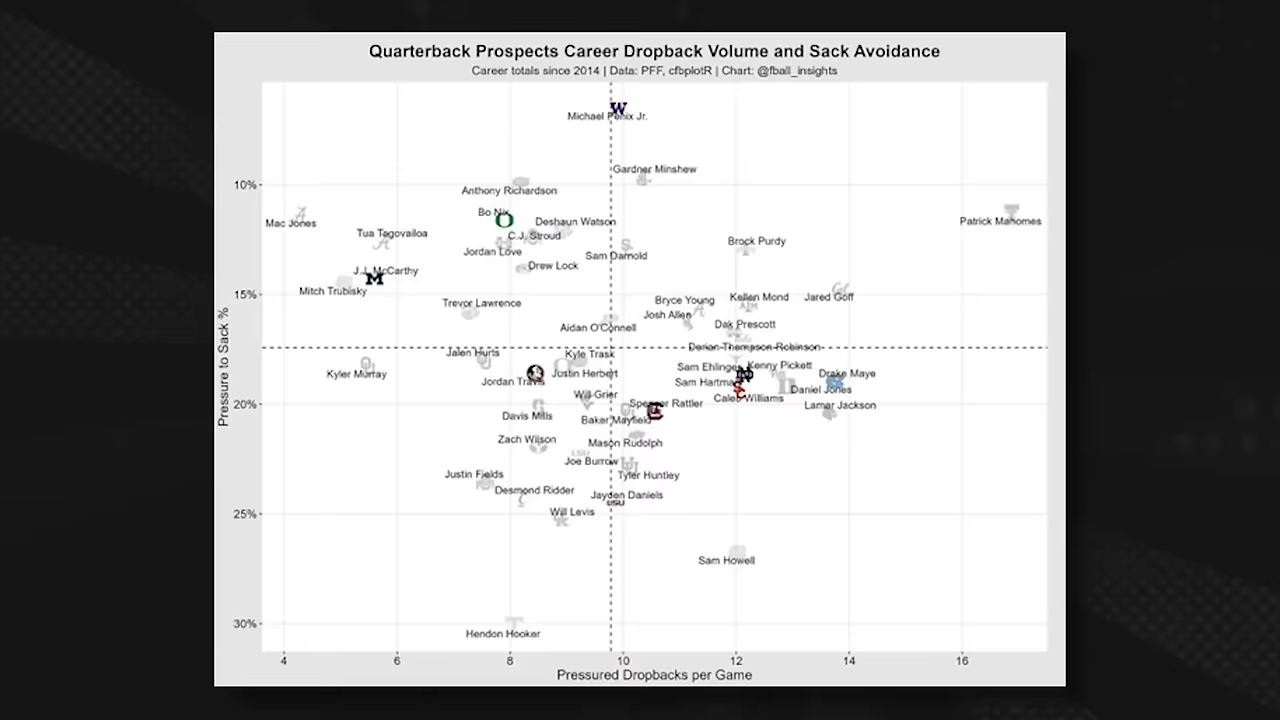 Quarterback Prospects Career Dropback Volume and Sack Avoidance
Career totals since 2014 | Data: PFF, cfbplotR | Chart: @fball_insights
W
Michael Penix Jr.
Gardner Minshew
10%
Anthony Richardson
Bo Nix
O
Mac Jones
Deshaun Watson
Patrick Mahomes
Tua Tagovailoa
C.J. Stroud
Brock Purdy
Jordan Love
Sam Darnold
Drew Lock
J.J. McCarthy
M
Mitch Trubisky
15%
Trevor Lawrence
Bryce Young
Kellen Mond
Jared Goff
Josh Allen
Aidan O'Connell
Dak Prescott
Dorian Thompson-Robinson
Jalen Hurts
Kyle Trask
Sam Ehlinger
Kenny Pickett
Kyler Murray
Justin Herbert
Drake Maye
Jordan Travis
Sam Hartman
Daniel Jones
Will Grier
Caleb Williams
20%
Spencer Rattler
Lamar Jackson
Davis Mills
Baker Mayfield
Zach Wilson
Mason Rudolph
LSU
Joe Burrow
Justin Fields
Tyler Huntley
Desmond Ridder
Jayden Daniels
LSU
25%
Will Levis
Sam Howell
30%
Hendon Hooker
4 6 8 10 12 14 16
Pressured Dropbacks per Game
Pressure to Sack %